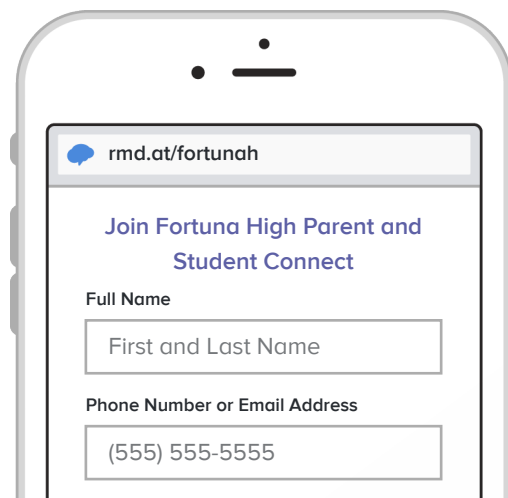 rmd.at/fortunah
Join Fortuna High Parent and
Student Connect
Full Name
First and Last Name
Phone Number or Email Address
(555) 555-5555